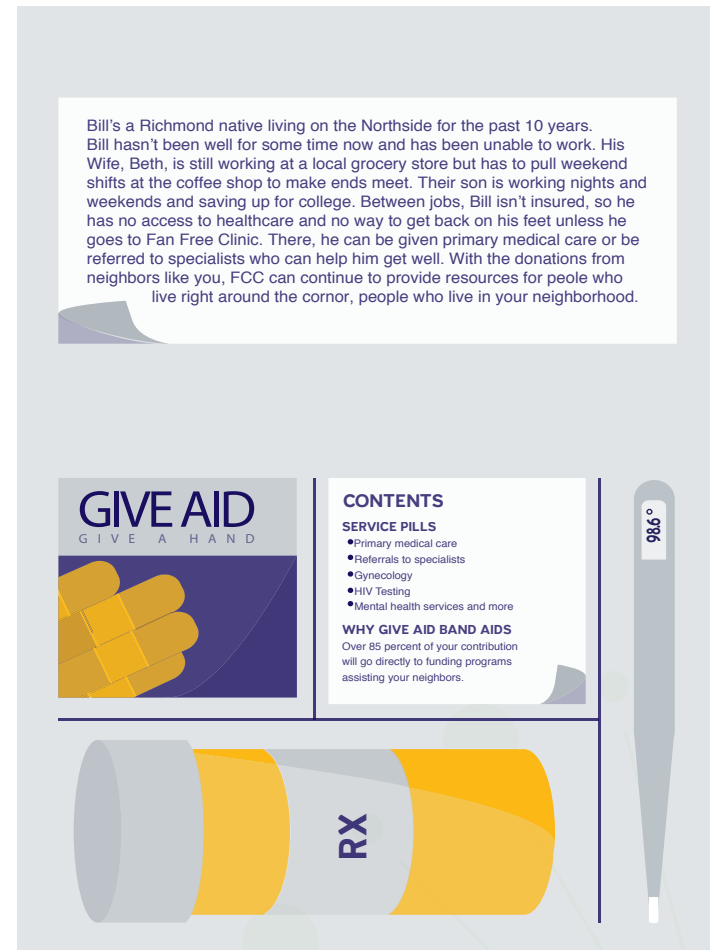 Bill's a Richmond native living on the Northside for the past 10 years.
Bill hasn't been well for some time now and has been unable to work. His
Wife, Beth, is still working at a local grocery store but has to pull weekend
shifts at the coffee shop to make ends meet. Their son is working nights and
weekends and saving up for college. Between jobs, Bill isn't insured, so he
has no access to healthcare and no way to get back on his feet unless he
goes to Fan Free Clinic. There, he can be given primary medical care or be
referred to specialists who can help him get well. With the donations from
neighbors like you, FCC can continue to provide resources for peole who
live right around the cornor, people who live in your neighborhood.
GIVE AID
GIVE A HAND
CONTENTS
SERVICE PILLS
•Primary medical care
•Referrals to specialists
•Gynecology
•HIV Testing
•Mental health services and more
WHY GIVE AID BAND AIDS
Over 85 percent of your contribution
will go directly to funding programs
assisting your neighbors.
98.6°
RX